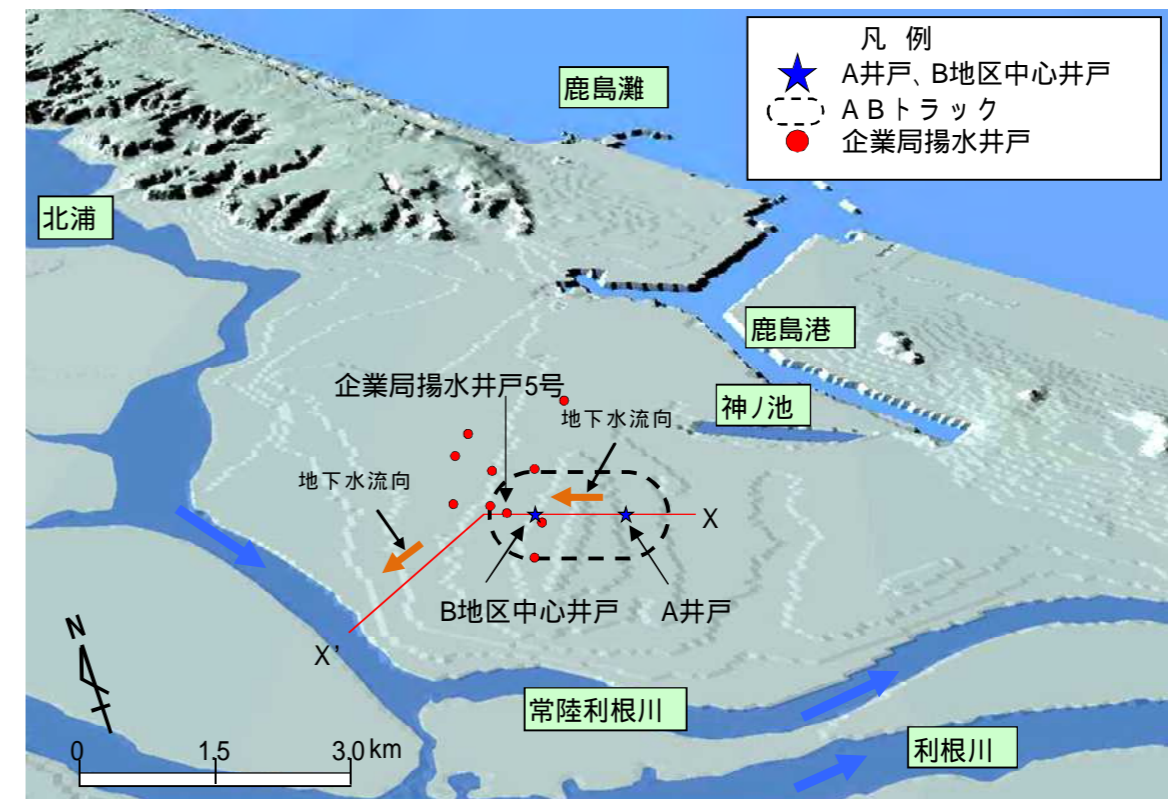 凡 例
A井戸、B地区中心井戸
ABトラック
企業局揚水井戸
鹿島灘
北浦
鹿島港
企業局揚水井戸5号
神ノ池
地下水流向
地下水流向
X
B地区中心井戸
A井戸
X'
N
常陸利根川
利根川
0 1.5 3.0 km